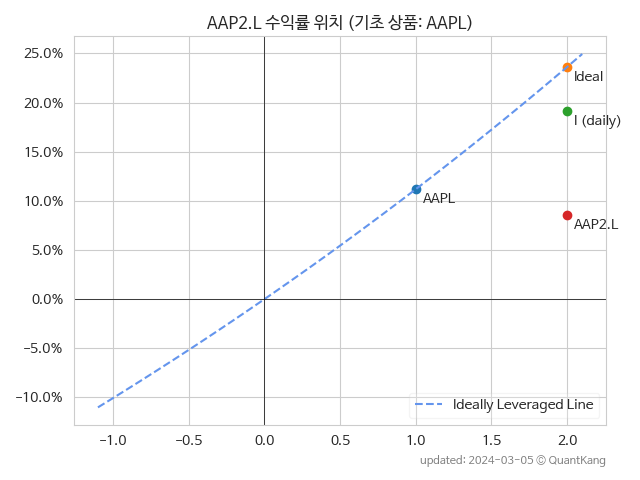 AAP2.L 수익률 위치 (기초 상품: AAPL)
25.0%
20.0%
15.0%
10.0%
5.0%
0.0%
−5.0%
−10.0%
Ideal
I (daily)
AAPL
AAP2.L
Ideally Leveraged Line
−1.0 −0.5 0.0 0.5 1.0 1.5 2.0
updated: 2024-03-05 ⓒ QuantKang